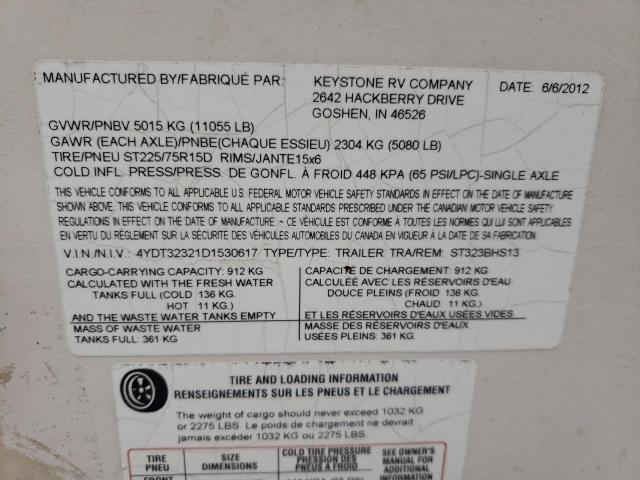 MANUFACTURED BY/FABRIQUÉ PAR: KEYSTONE RV COMPANY DATE: 6/6/2012
2642 HACKBERRY DRIVE
GOSHEN, IN 46526
GVWR/PNBV 5015 KG (11055 LB)
GAWR (EACH AXLE)/PNBE(CHAQUE ESSIEU) 2304 KG (5080 LB)
TIRE/PNEU ST225/75R15D RIMS/JANTE15x6
COLD INFL. PRESS/PRESS. DE GONFL. À FROID 448 KPA (65 PSI/LPC)-SINGLE AXLE
THIS VEHICLE CONFORMS TO ALL APPLICABLE U.S. FEDERAL MOTOR VEHICLE SAFETY STANDARDS IN EFFECT ON THE DATE OF MANUFACTURE
SHOWN ABOVE. THIS VEHICLE CONFORMS TO ALL APPLICABLE STANDARDS PRESCRIBED UNDER THE CANADIAN MOTOR VEHICLE SAFETY
REGULATIONS IN EFFECT ON THE DATE OF MANUFACTURE ~ CE VÉHICULE EST CONFORME À TOUTES LES NORMES QUI LUI SONT APPLICABLES
EN VERTU DU RÈGLEMENT SUR LA SÉCURITÉ DES VÉHICULES AUTOMOBILES DU CANADA EN VIGUEUR À LA DATE DE SA FABRICATION.
V.I.N./N.I.V.: 4YDT32321D1530617 TYPE/TYPE: TRAILER TRA/REM: ST323BHS13
CARGO-CARRYING CAPACITY: 912 KG
CALCULATED WITH THE FRESH WATER
TANKS FULL (COLD 136 KG
HOT 11 KG.)
AND THE WASTE WATER TANKS EMPTY
MASS OF WASTE WATER
TANKS FULL: 361 KG
CAPACITÉ DE CHARGEMENT: 912 KG
CALCULÉE AVEC LES RÉSERVOIRS D'EAU
DOUCE PLEINS (FROID 136 KG
CHAUD 11 KG.)
ET LES RÉSERVOIRS D'EAUX USÉES VIDES
MASSE DES RÉSERVOIRS D'EAU
USÉES PLEINS: 361 KG.
TIRE AND LOADING INFORMATION
RENSEIGNEMENTS SUR LES PNEUS ET LE CHARGEMENT
The weight of cargo should never exceed 1032 KG
or 2275 LBS. Le poids de chargement ne devrait
jamais excéder 1032 KG ou 2275 LBS.
TIRE
PNEU
SIZE
DIMENSIONS
COLD TIRE PRESSURE
PRESSION DES
PNEUS À FROID
SEE OWNER'S
MANUAL FOR
ADDITIONAL
INFORMATION
FRONT